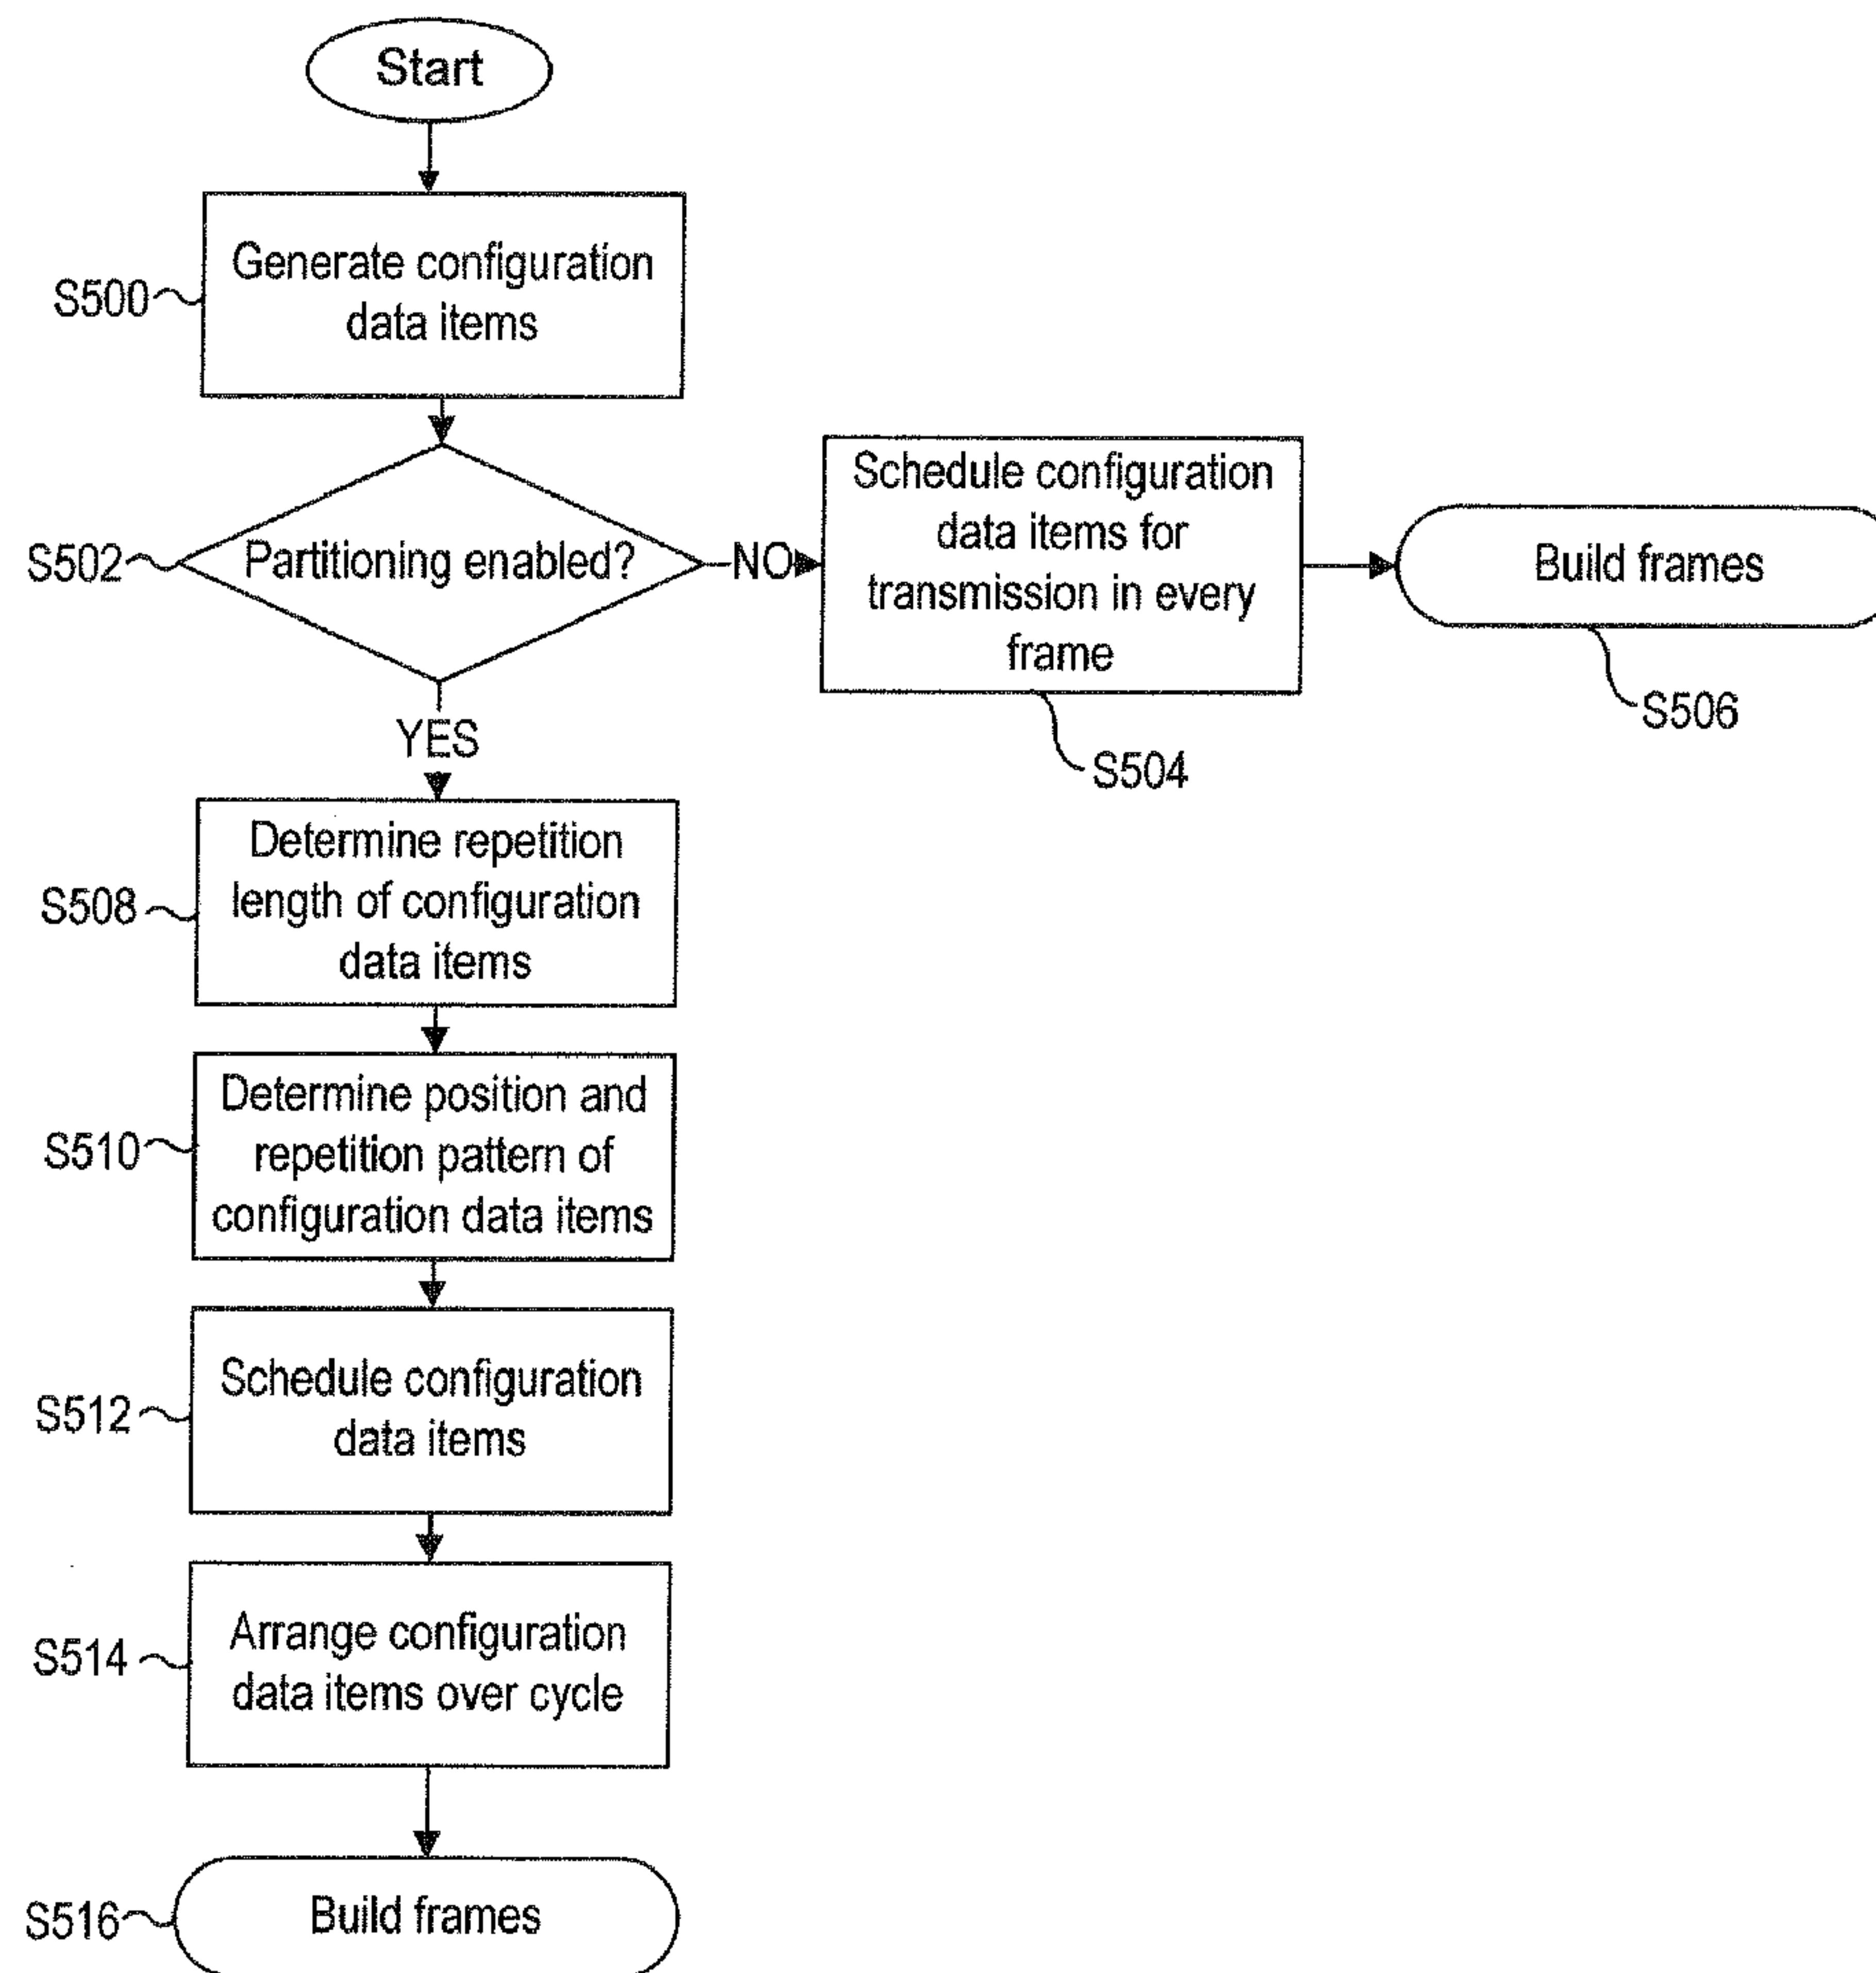 Start
S500
Generate configuration
data items
S502
Partitioning enabled?
NO
Schedule configuration
data items for
transmission in every
frame
S504
Build frames
S506
YES
S508
Determine repetition
length of configuration
data items
S510
Determine position and
repetition pattern of
configuration data items
S512
Schedule configuration
data items
S514
Arrange configuration
data items over cycle
S516
Build frames